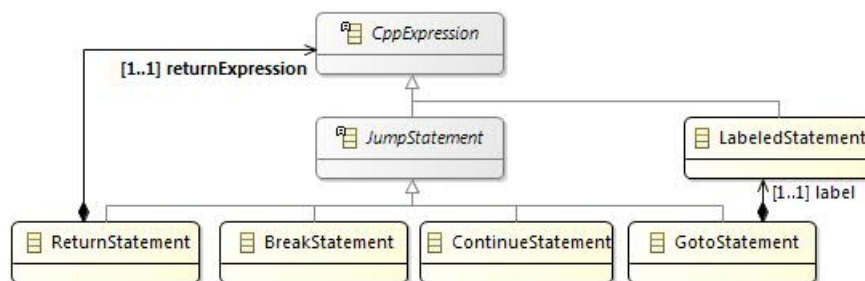 CppExpression
[1..1] returnExpression
JumpStatement
LabeledStatement
[1..1] label
ReturnStatement
BreakStatement
ContinueStatement
GotoStatement